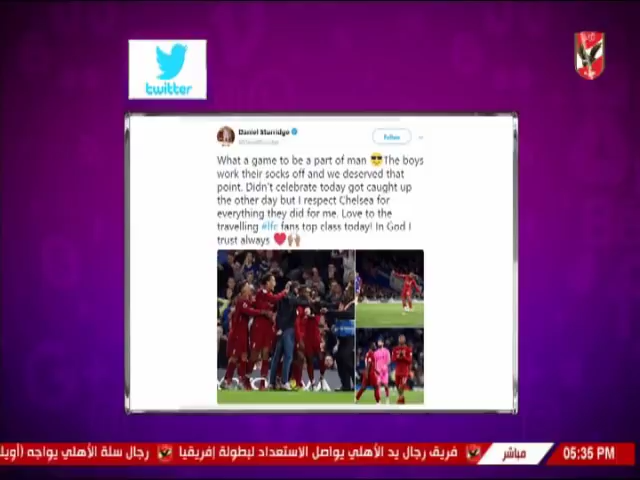 twitter
Daniel Sturridge
Follow
What a game to be a part of man 😎The boys
work their socks off and we deserved that
point. Didn't celebrate today got caught up
the other day but I respect Chelsea for
everything they did for me. Love to the
travelling #lfc fans top class today! In God I
trust always ❤️🙌🏽
فريق رجال يد الأهلي يواصل الاستعداد لبطولة إفريقيا
رجال سلة الأهلي يواجه (أويل
مباشر
05:35 PM